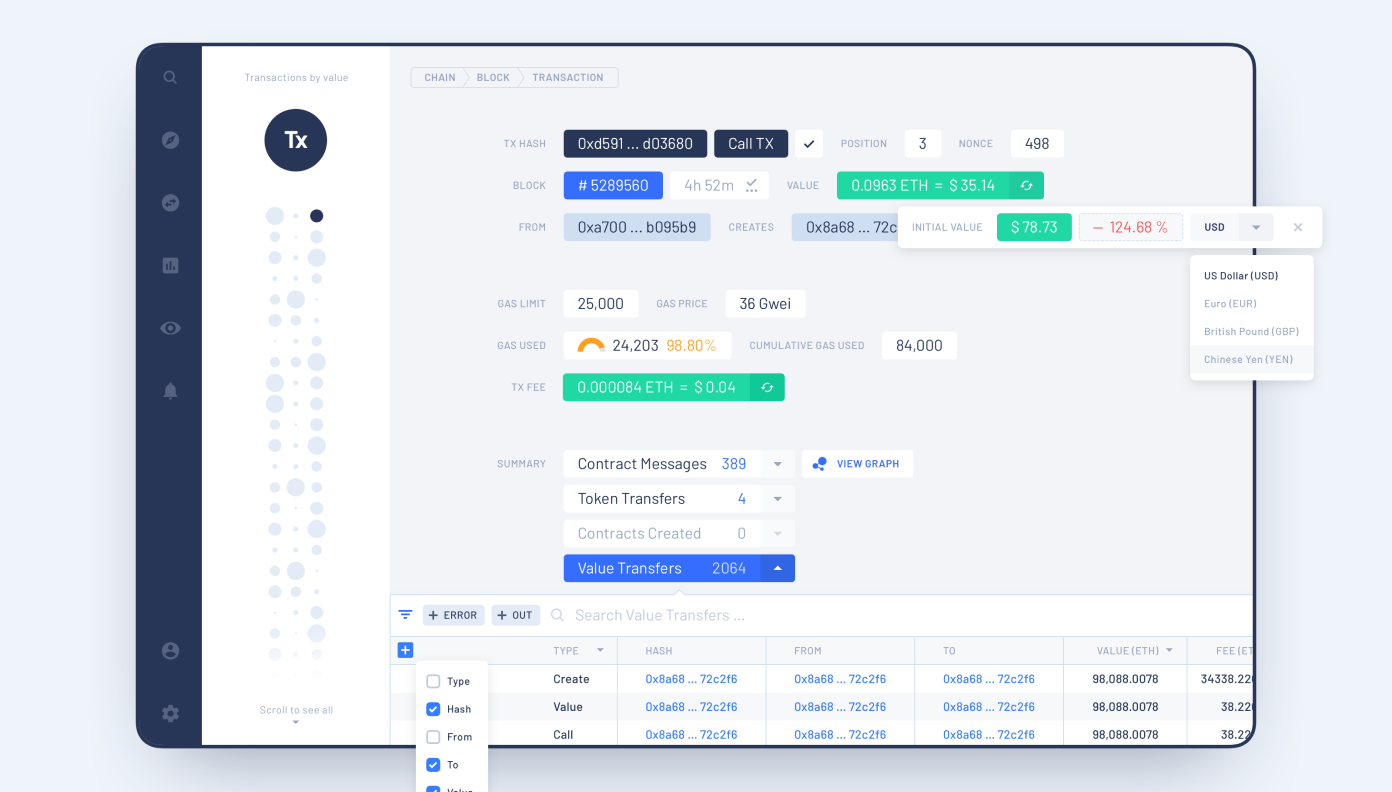 Transactions by value
Tx
Scroll to see all
CHAIN BLOCK TRANSACTION
TX HASH 0xd591 ... d03680 Call TX POSITION 3 NONCE 498
BLOCK # 5289560 4h 52m VALUE 0.0963 ETH = $ 35.14
FROM 0xa700 ... b095b9 CREATES 0x8a68 ... 72c
INITIAL VALUE $ 78.73 — 124.68 % USD
US Dollar (USD)
Euro (EUR)
British Pound (GBP)
Chinese Yen (YEN)
GAS LIMIT 25,000 GAS PRICE 36 Gwei
GAS USED 24,203 98.80% CUMULATIVE GAS USED 84,000
TX FEE 0.000084 ETH = $ 0.04
SUMMARY Contract Messages 389 VIEW GRAPH
Token Transfers 4
Contracts Created 0
Value Transfers 2064
+ ERROR + OUT Search Value Transfers ...
TYPE HASH FROM TO VALUE (ETH) FEE (ET
Create 0x8a68 ... 72c2f6 0x8a68 ... 72c2f6 0x8a68 ... 72c2f6 98,088.0078 34338.220
Value 0x8a68 ... 72c2f6 0x8a68 ... 72c2f6 0x8a68 ... 72c2f6 98,088.0078 38.220
Call 0x8a68 ... 72c2f6 0x8a68 ... 72c2f6 0x8a68 ... 72c2f6 98,088.0078 38.22
Type
Hash
From
To
Value